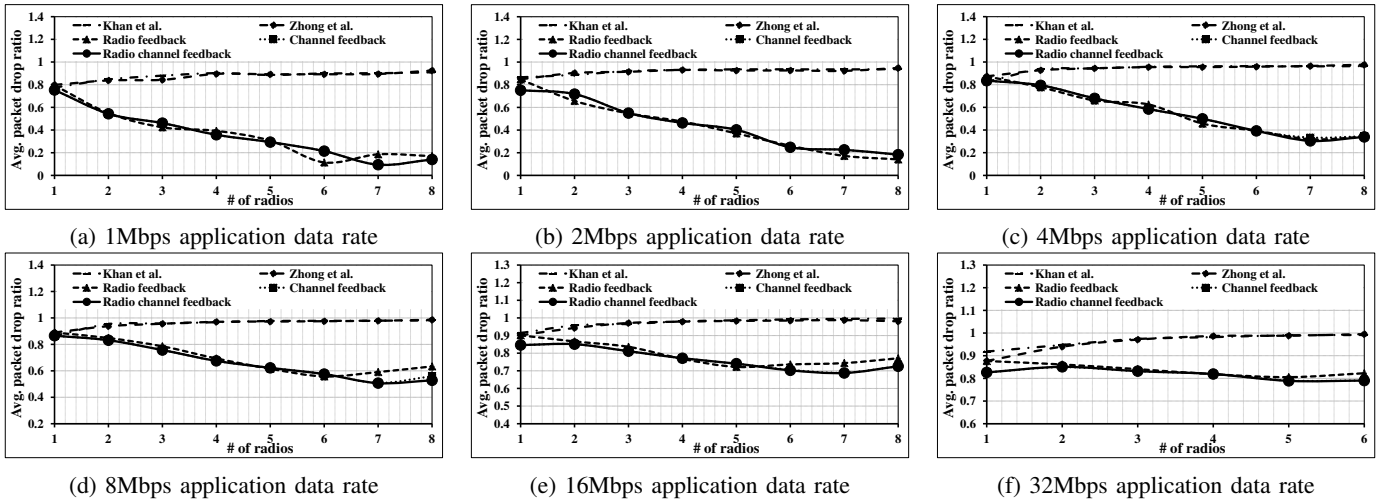 Avg. packet drop ratio
1.4
1.2
1
0.8
0.6
0.4
0.2
0
Khan et al. Zhong et al.
Radio feedback Channel feedback
Radio channel feedback
1 2 3 4 5 6 7 8
# of radios
(a) 1Mbps application data rate
Avg. packet drop ratio
1.4
1.2
1
0.8
0.6
0.4
0.2
0
Khan et al. Zhong et al.
Radio feedback Channel feedback
Radio channel feedback
1 2 3 4 5 6 7 8
# of radios
(b) 2Mbps application data rate
Avg. packet drop ratio
1.4
1.2
1
0.8
0.6
0.4
0.2
0
Khan et al. Zhong et al.
Radio feedback Channel feedback
Radio channel feedback
1 2 3 4 5 6 7 8
# of radios
(c) 4Mbps application data rate
Avg. packet drop ratio
1.4
1.2
1
0.8
0.6
0.4
0.2
Khan et al. Zhong et al.
Radio feedback Channel feedback
Radio channel feedback
1 2 3 4 5 6 7 8
# of radios
(d) 8Mbps application data rate
Avg. packet drop ratio
1.3
1.2
1.1
1
0.9
0.8
0.7
0.6
0.5
0.4
Khan et al. Zhong et al.
Radio feedback Channel feedback
Radio channel feedback
1 2 3 4 5 6 7 8
# of radios
(e) 16Mbps application data rate
Avg. packet drop ratio
1.3
1.2
1.1
1
0.9
0.8
0.7
0.6
Khan et al. Zhong et al.
Radio feedback Channel feedback
Radio channel feedback
1 2 3 4 5 6
# of radios
(f) 32Mbps application data rate